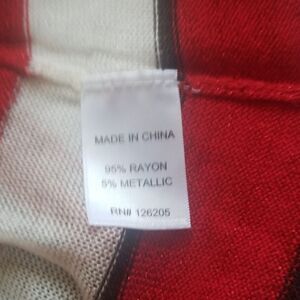 MADE IN CHINA
95% RAYON
5% METALLIC
RN# 126205